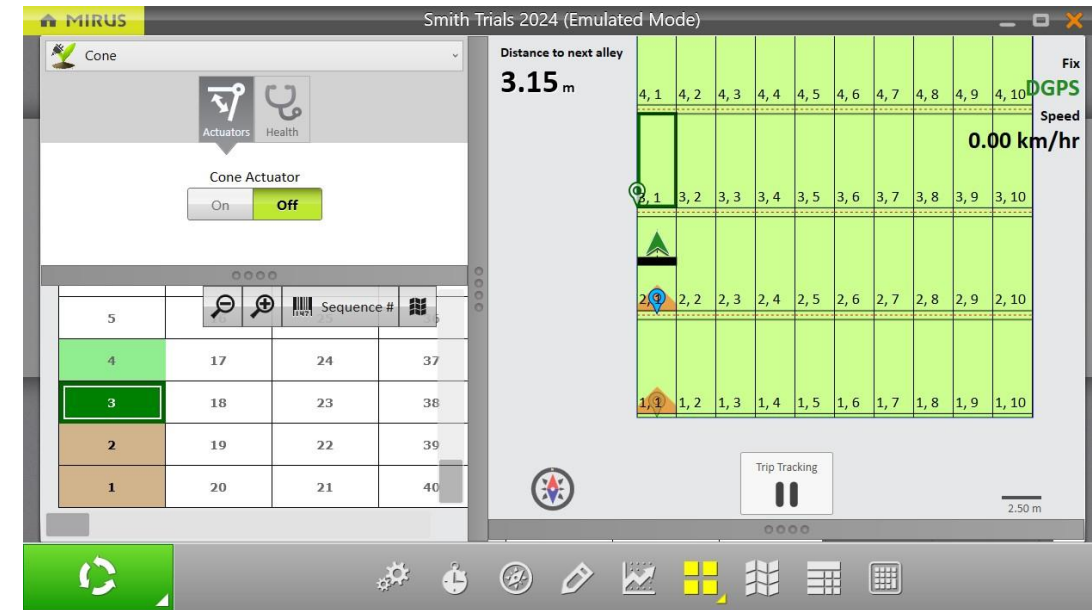 MIRUS
Smith Trials 2024 (Emulated Mode)
Cone
Actuators
Health
Cone Actuator
On
Off
Sequence #
5
4 17 24 37
3 18 23 38
2 19 22 39
1 20 21 40
Distance to next alley
3.15 m
Fix
DGPS
Speed
0.00 km/hr
4, 1 4, 2 4, 3 4, 4 4, 5 4, 6 4, 7 4, 8 4, 9 4, 10
3, 1 3, 2 3, 3 3, 4 3, 5 3, 6 3, 7 3, 8 3, 9 3, 10
2, 2 2, 3 2, 4 2, 5 2, 6 2, 7 2, 8 2, 9 2, 10
1, 1 1, 2 1, 3 1, 4 1, 5 1, 6 1, 7 1, 8 1, 9 1, 10
Trip Tracking
2.50 m